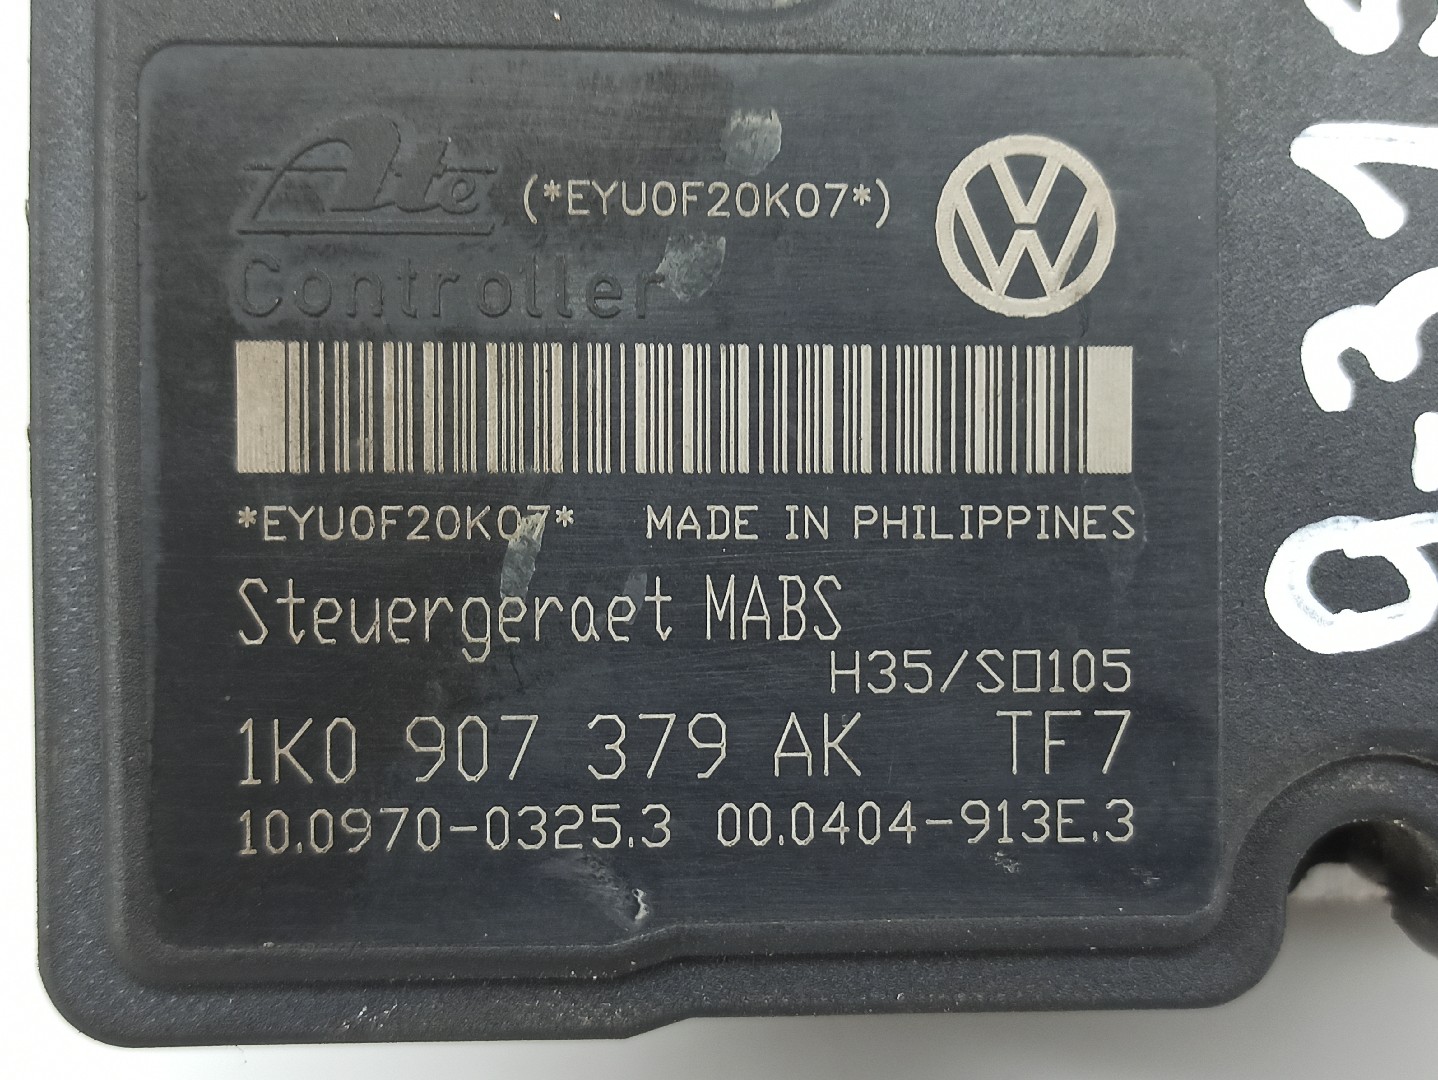 Ate (*EYU0F20K07*)
Controller
*EYU0F20K07* MADE IN PHILIPPINES
Steuergeraet MABS
H35/S□105
1K0 907 379 AK TF7
10.0970-0325.3 00.0404-913E.3